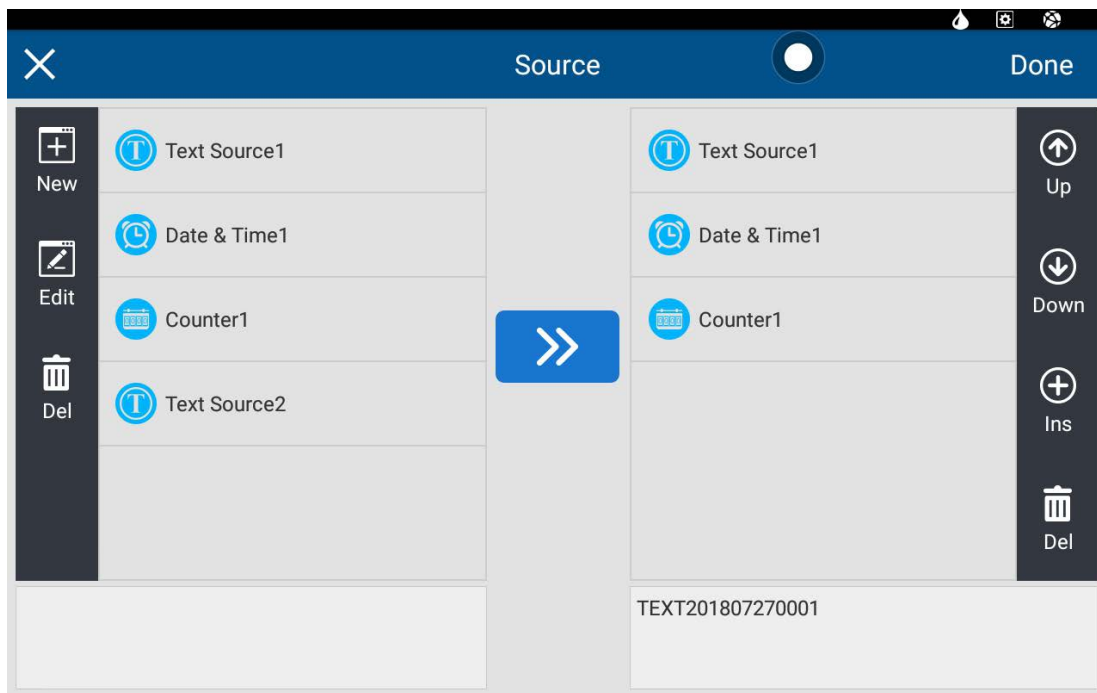 Source
Done
New
Edit
Del
Text Source1
Date & Time1
Counter1
Text Source2
Text Source1
Date & Time1
Counter1
Up
Down
Ins
Del
TEXT201807270001